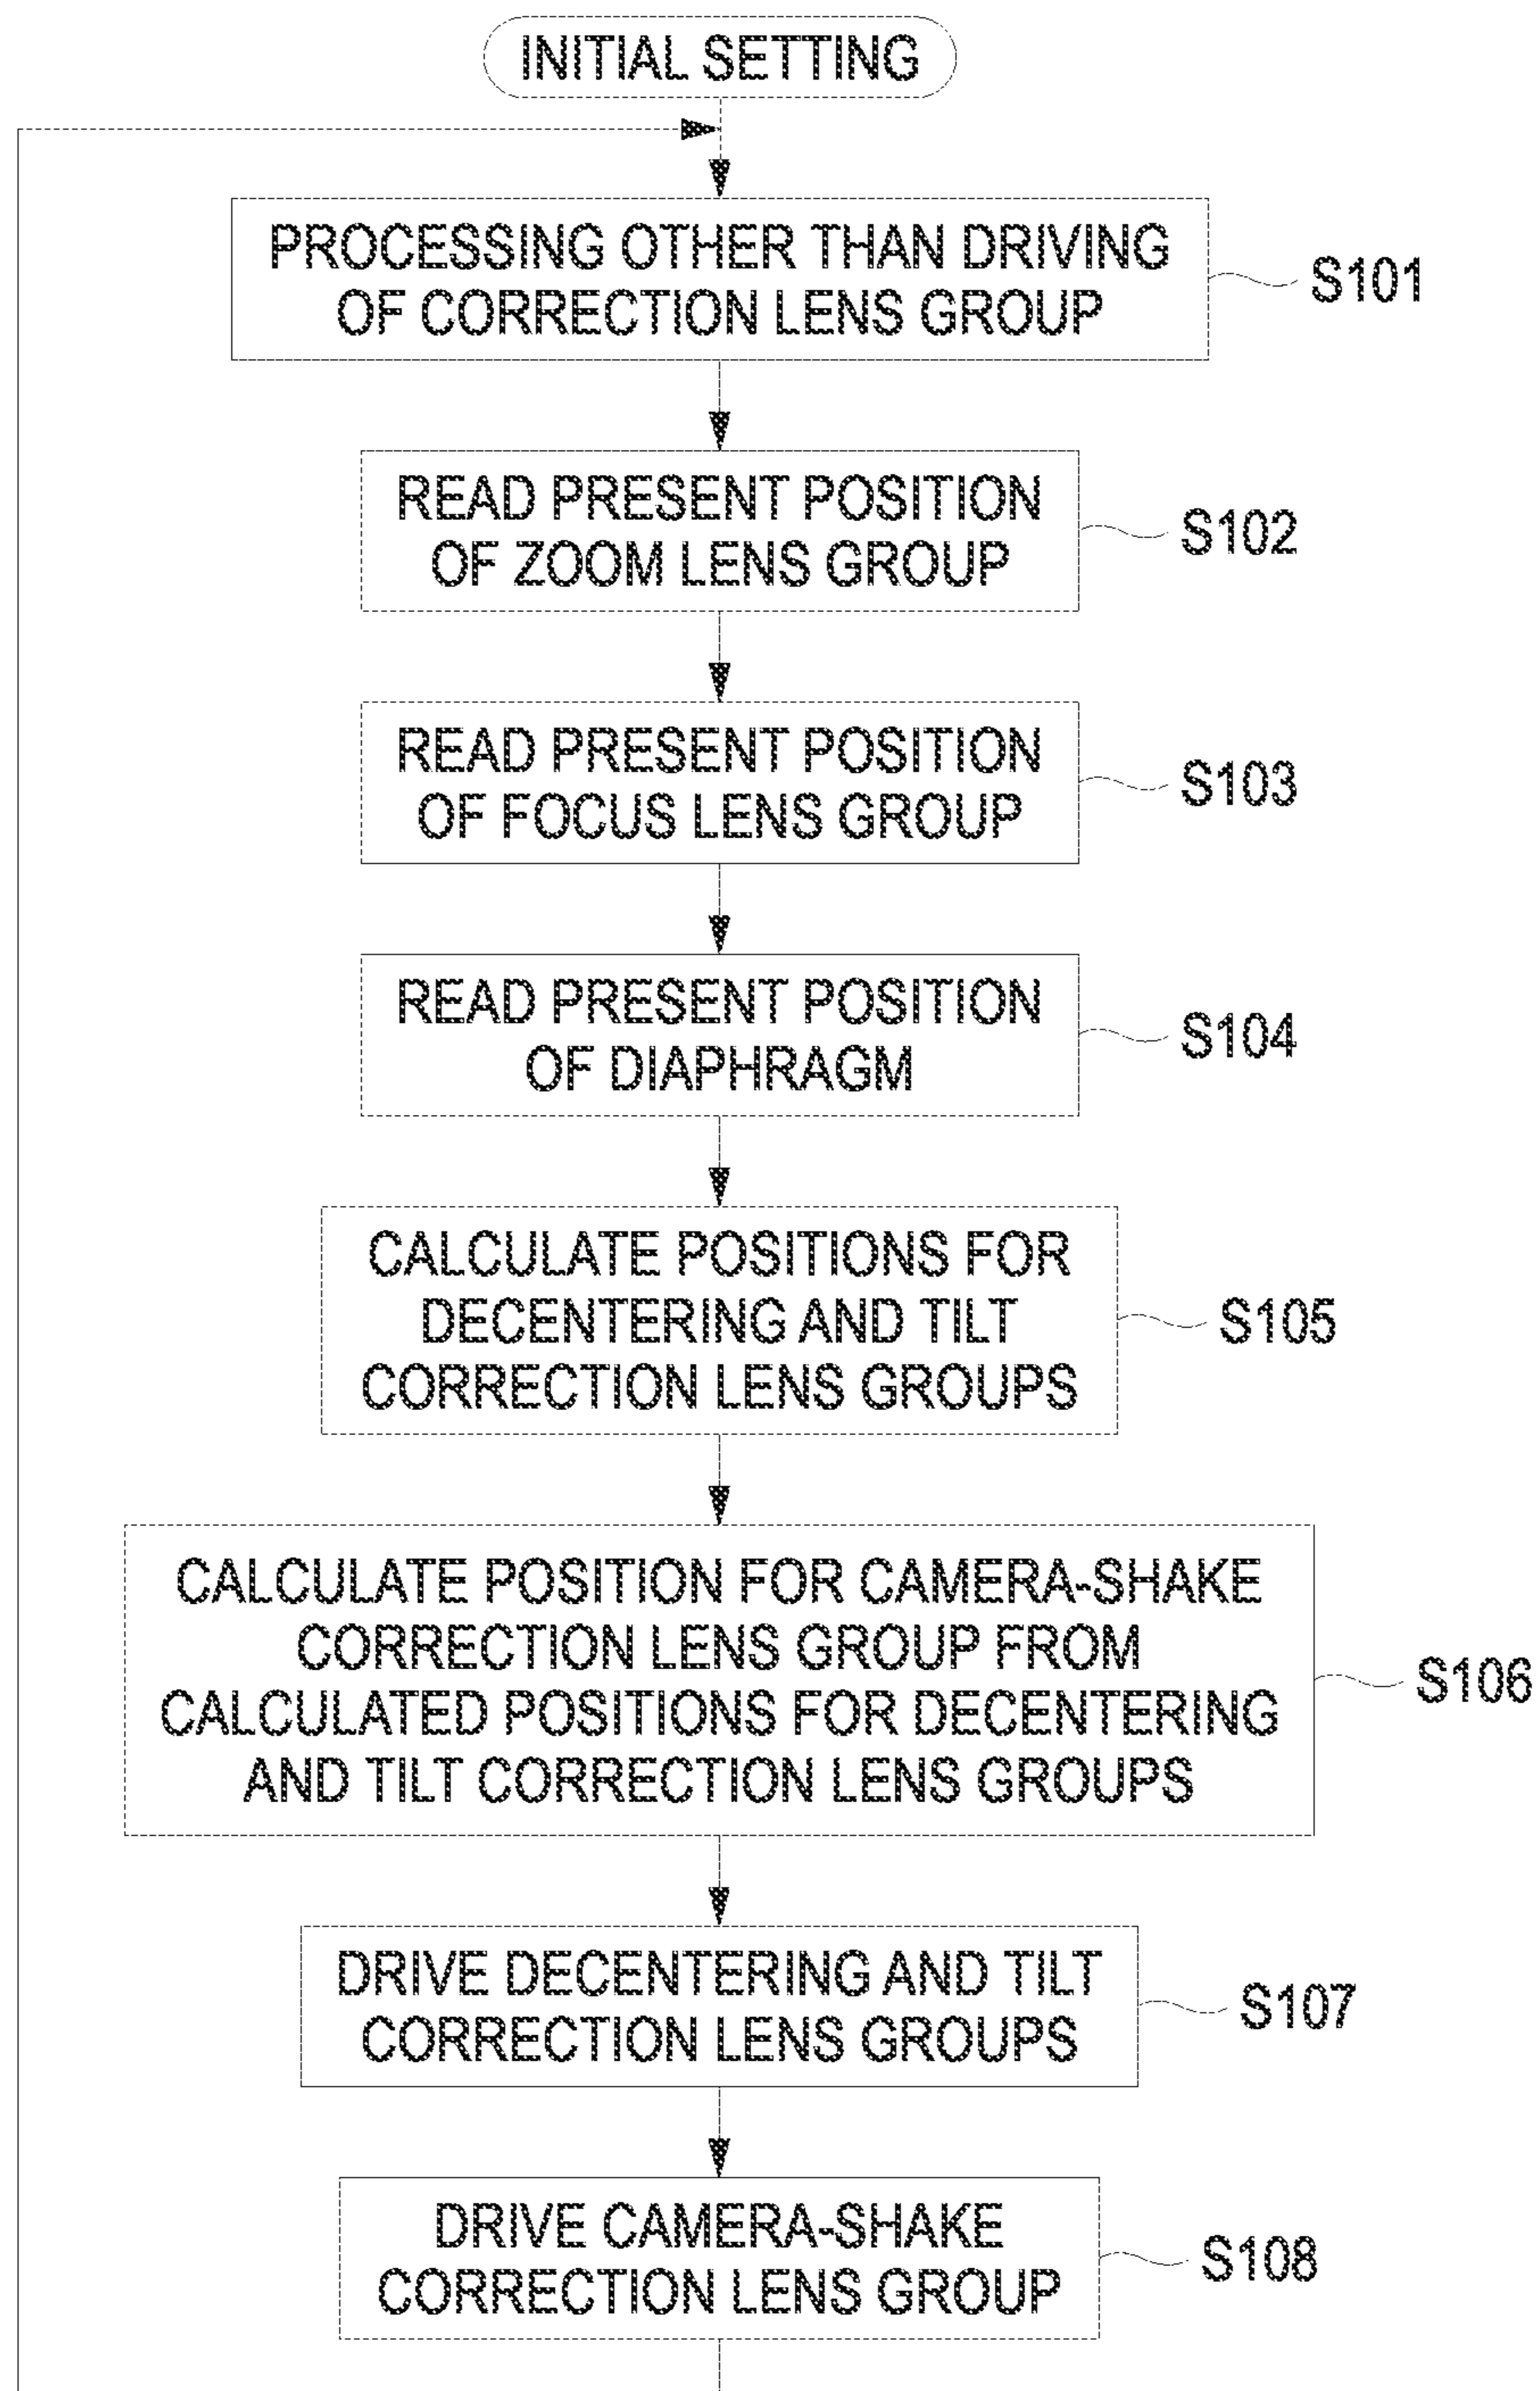 INITIAL SETTING
PROCESSING OTHER THAN DRIVING
OF CORRECTION LENS GROUP
S101
READ PRESENT POSITION
OF ZOOM LENS GROUP
S102
READ PRESENT POSITION
OF FOCUS LENS GROUP
S103
READ PRESENT POSITION
OF DIAPHRAGM
S104
CALCULATE POSITIONS FOR
DECENTERING AND TILT
CORRECTION LENS GROUPS
S105
CALCULATE POSITION FOR CAMERA-SHAKE
CORRECTION LENS GROUP FROM
CALCULATED POSITIONS FOR DECENTERING
AND TILT CORRECTION LENS GROUPS
S106
DRIVE DECENTERING AND TILT
CORRECTION LENS GROUPS
S107
DRIVE CAMERA-SHAKE
CORRECTION LENS GROUP
S108